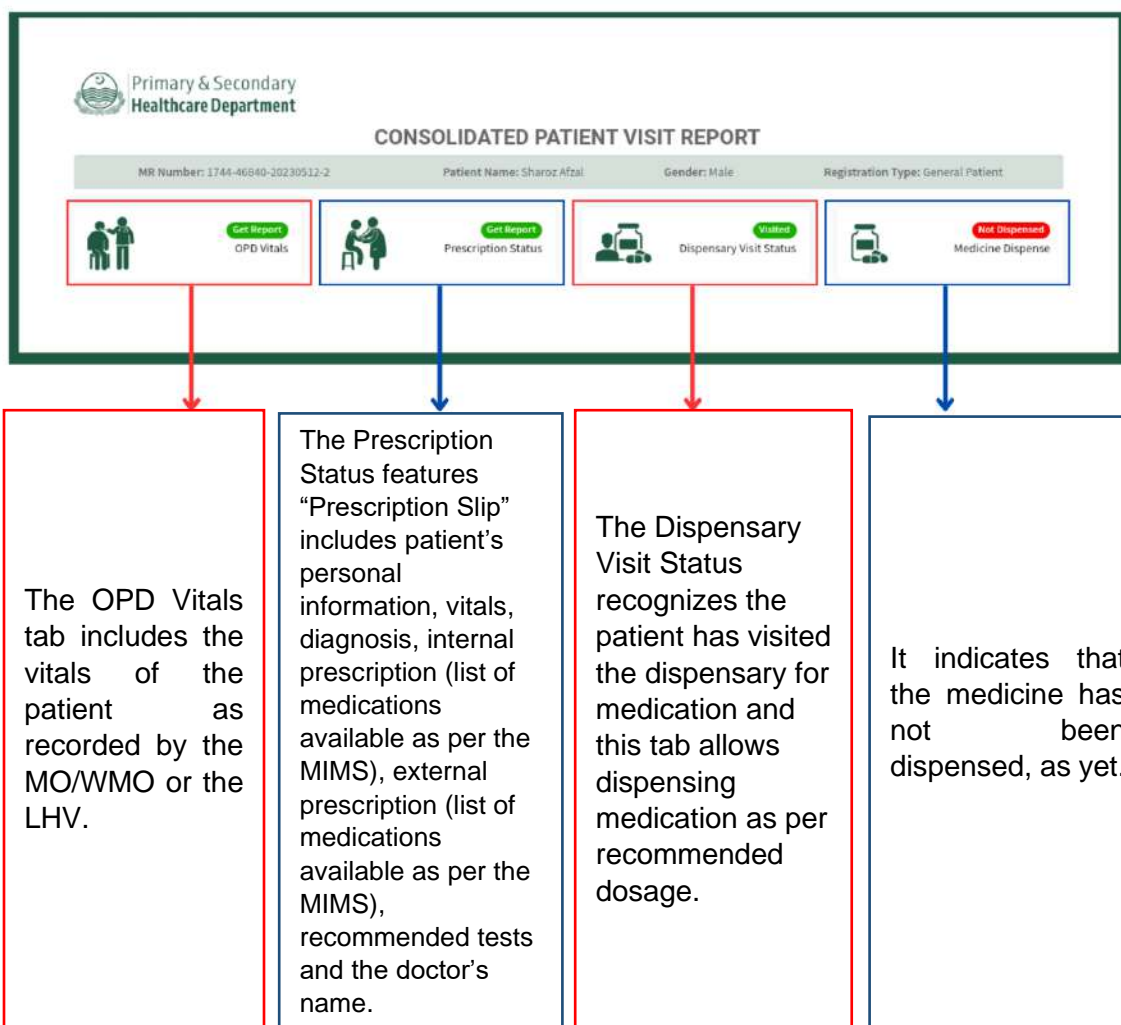 Primary & Secondary
Healthcare Department
CONSOLIDATED PATIENT VISIT REPORT
MR Number: 1744-46840-20230512-2 Patient Name: Sharoz Afzal Gender: Male Registration Type: General Patient
Get Report
OPD Vitals
Get Report
Prescription Status
Visited
Dispensary Visit Status
Not Dispensed
Medicine Dispense
The OPD Vitals
tab includes the
vitals of the
patient as
recorded by the
MO/WMO or the
LHV.
The Prescription
Status features
“Prescription Slip”
includes patient’s
personal
information, vitals,
diagnosis, internal
prescription (list of
medications
available as per the
MIMS), external
prescription (list of
medications
available as per the
MIMS),
recommended tests
and the doctor’s
name.
The Dispensary
Visit Status
recognizes the
patient has visited
the dispensary for
medication and
this tab allows
dispensing
medication as per
recommended
dosage.
It indicates that
the medicine has
not been
dispensed, as yet.